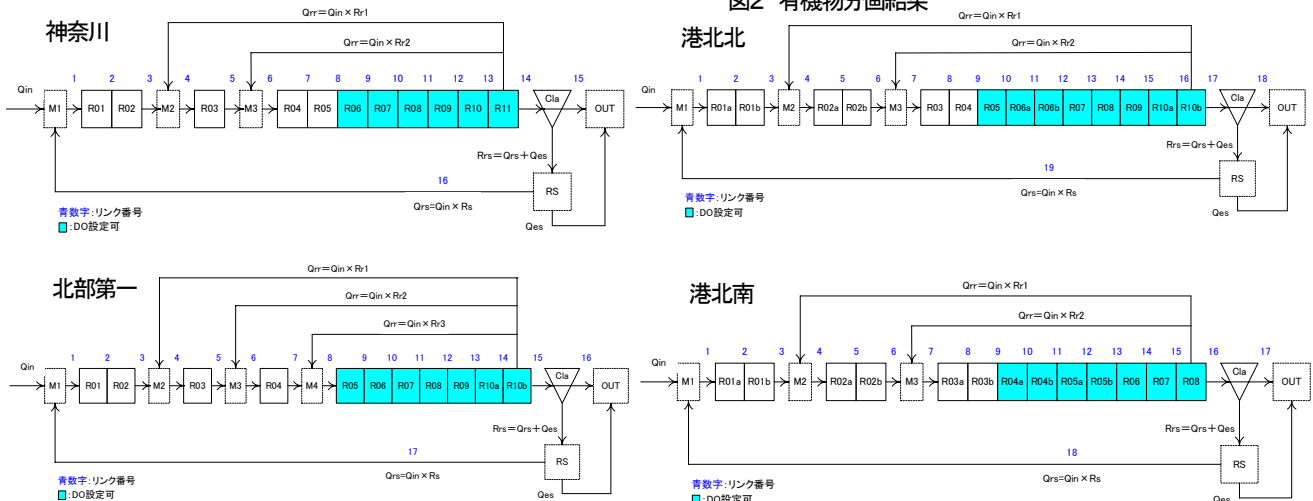 図2 有機物分画結果
神奈川
Qrr=Qin×Rr1
Qrr=Qin×Rr2
1 2 3 4 5 6 7 8 9 10 11 12 13 14 15
Qin
M1 R01 R02 M2 R03 M3 R04 R05 R06 R07 R08 R09 R10 R11 Cla OUT
Rrs=Qrs+Qes
16
RS
Qrs=Qin×Rs
Qes
青数字:リンク番号
:DO設定可
港北北
Qrr=Qin×Rr1
Qrr=Qin×Rr2
1 2 3 4 5 6 7 8 9 10 11 12 13 14 15 16 17 18
Qin
M1 R01a R01b M2 R02a R02b M3 R03 R04 R05 R06a R06b R07 R08 R09 R10a R10b Cla OUT
Rrs=Qrs+Qes
19
RS
Qrs=Qin×Rs
Qes
青数字:リンク番号
:DO設定可
北部第一
Qrr=Qin×Rr1
Qrr=Qin×Rr2
Qrr=Qin×Rr3
1 2 3 4 5 6 7 8 9 10 11 12 13 14 15 16
Qin
M1 R01 R02 M2 R03 M3 R04 M4 R05 R06 R07 R08 R09 R10a R10b Cla OUT
Rrs=Qrs+Qes
17
RS
Qrs=Qin×Rs
Qes
青数字:リンク番号
:DO設定可
港北南
Qrr=Qin×Rr1
Qrr=Qin×Rr2
1 2 3 4 5 6 7 8 9 10 11 12 13 14 15 16 17
Qin
M1 R01a R01b M2 R02a R02b M3 R03a R03b R04a R04b R05a R05b R06 R07 R08 Cla OUT
Rrs=Qrs+Qes
18
RS
Qrs=Qin×Rs
Qes
青数字:リンク番号
:DO設定可